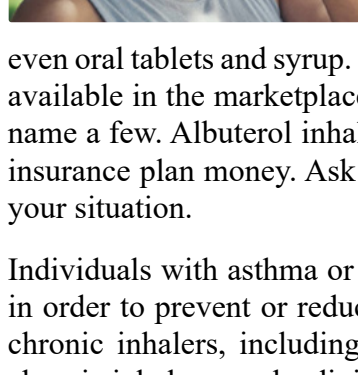 even oral tablets and syrup.
available in the marketplace
name a few. Albuterol inhal
insurance plan money. Ask
your situation.
Individuals with asthma or
in order to prevent or reduc
chronic inhalers, including